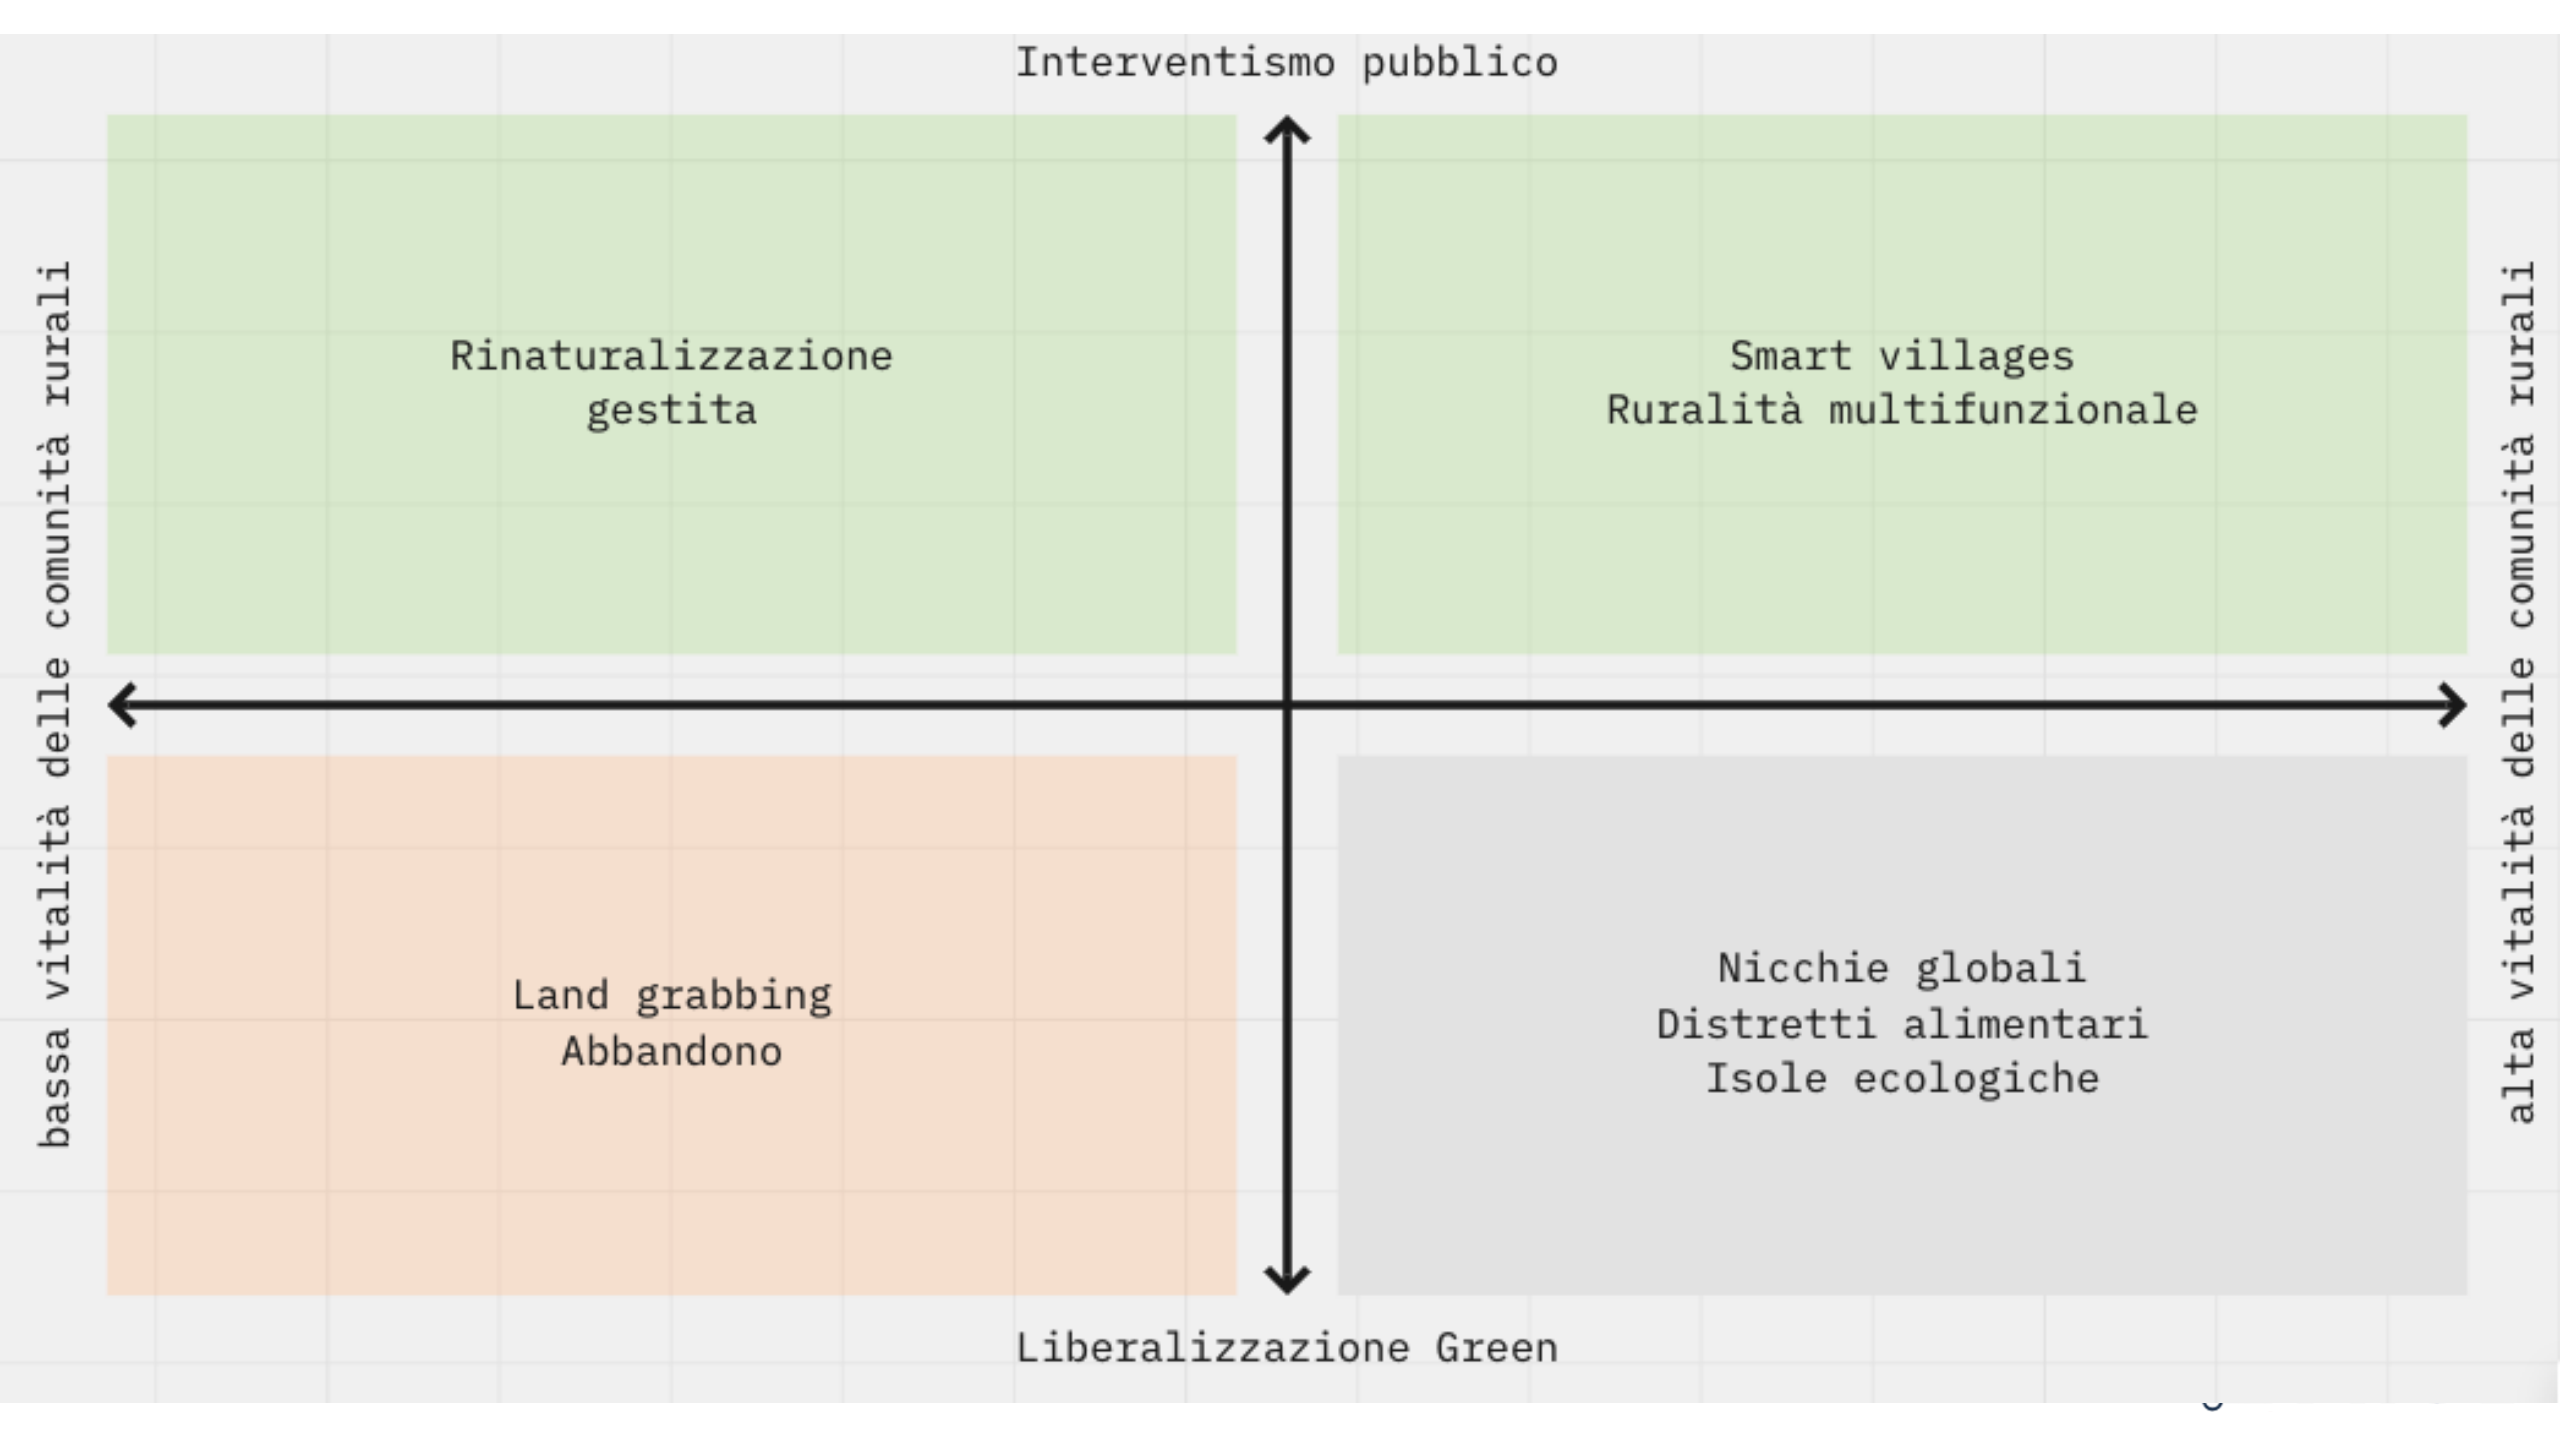 Interventismo pubblico
bassa vitalità delle comunità rurali
Rinaturalizzazione
gestita
Smart villages
Ruralità multifunzionale
alta vitalità delle comunità rurali
Land grabbing
Abbandono
Nicchie globali
Distretti alimentari
Isole ecologiche
Liberalizzazione Green